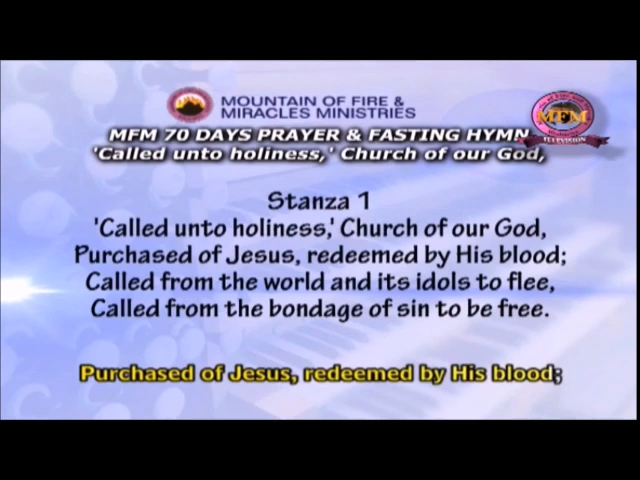 MOUNTAIN OF FIRE &
MIRACLES MINISTRIES
MFM 70 DAYS PRAYER & FASTING HYMN
'Called unto holiness,' Church of our God,
MFM
TELEVISION
Stanza 1
'Called unto holiness,' Church of our God,
Purchased of Jesus, redeemed by His blood;
Called from the world and its idols to flee,
Called from the bondage of sin to be free.
Purchased of Jesus, redeemed by His blood;